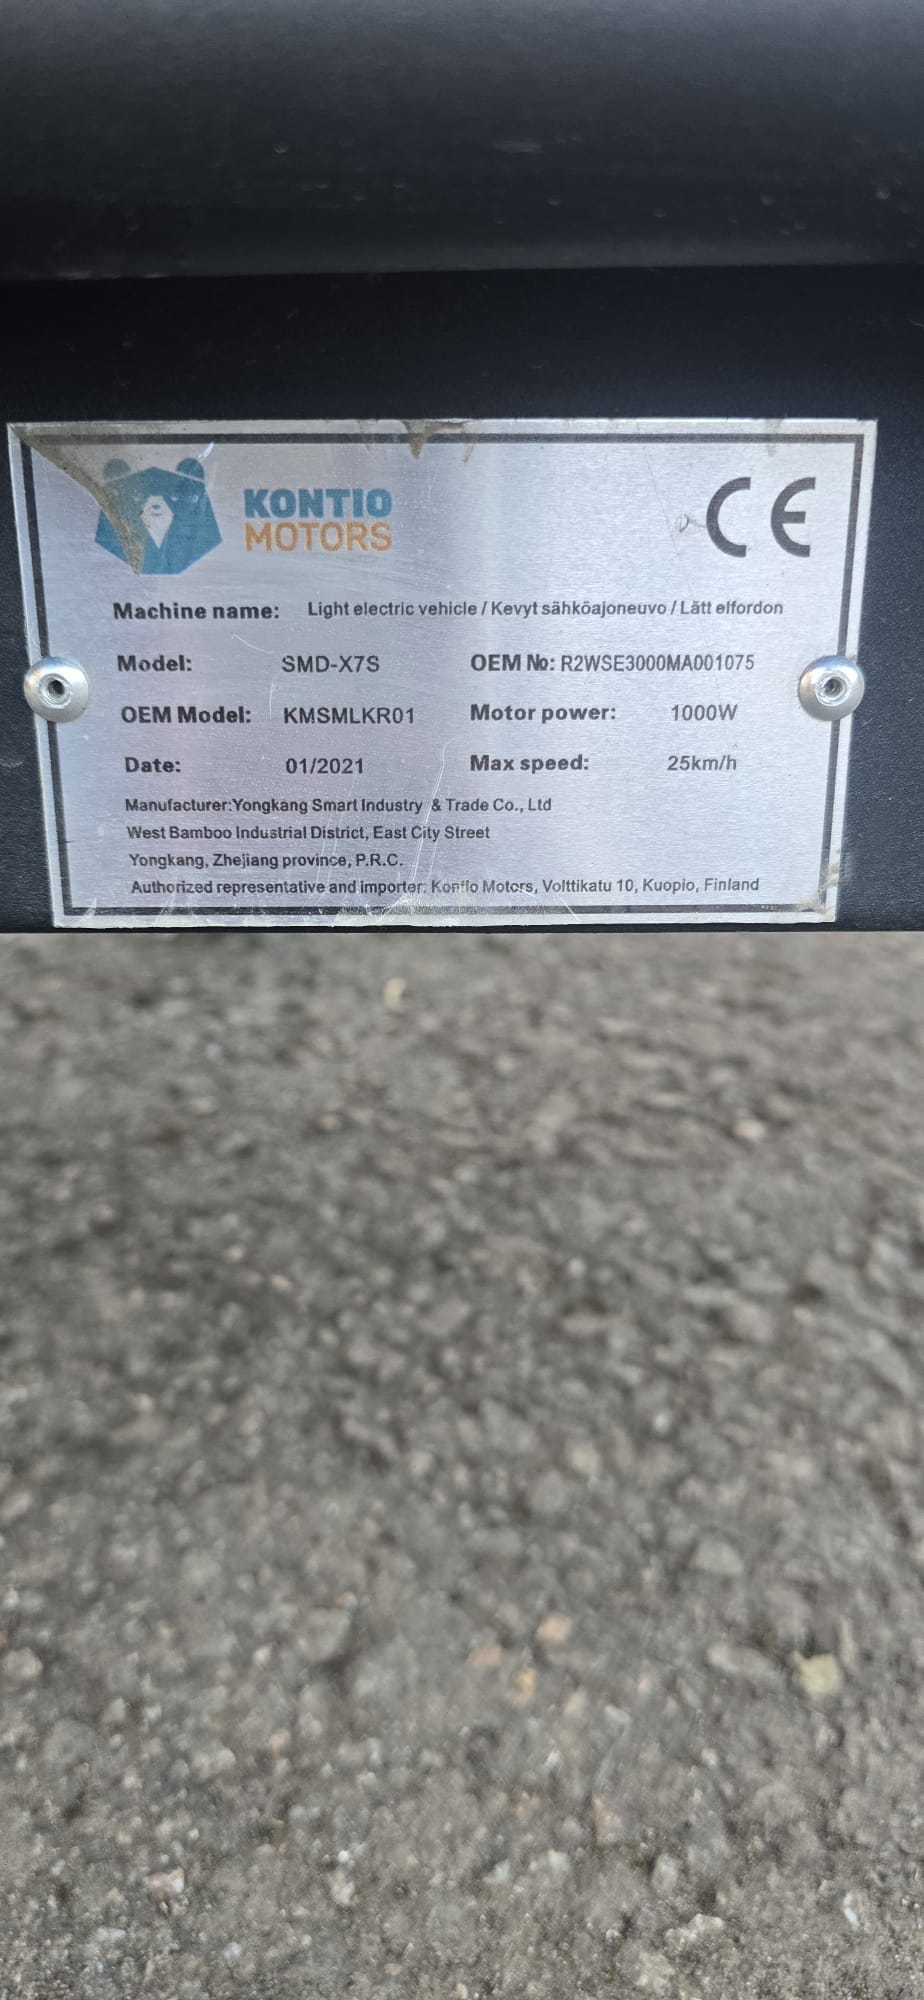 KONTIO
MOTORS
CE
Machine name: Light electric vehicle / Kevyt sähköajoneuvo / Lätt elfordon
Model: SMD-X7S OEM №: R2WSE3000MA001075
OEM Model: KMSMLKR01 Motor power: 1000W
Date: 01/2021 Max speed: 25km/h
Manufacturer:Yongkang Smart Industry & Trade Co., Ltd
West Bamboo Industrial District, East City Street
Yongkang, Zhejiang province, P.R.C.
Authorized representative and importer: Kontio Motors, Volttikatu 10, Kuopio, Finland